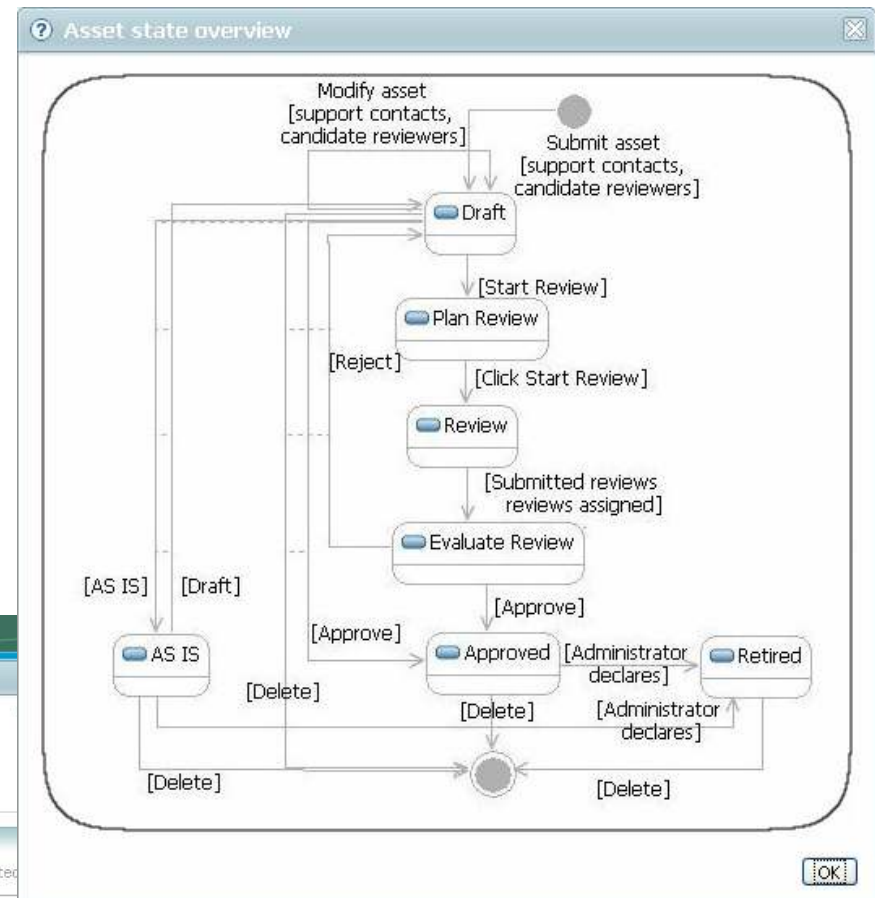 Asset state overview
Modify asset
[support contacts,
candidate reviewers]
Submit asset
[support contacts,
candidate reviewers]
Draft
[Start Review]
Plan Review
[Reject]
[Click Start Review]
Review
[Submitted reviews
reviews assigned]
Evaluate Review
[AS IS]
[Draft]
[Approve]
[Approve]
AS IS
Approved
[Administrator
declares]
Retired
[Delete]
[Delete]
[Administrator
declares]
[Delete]
[Delete]
OK